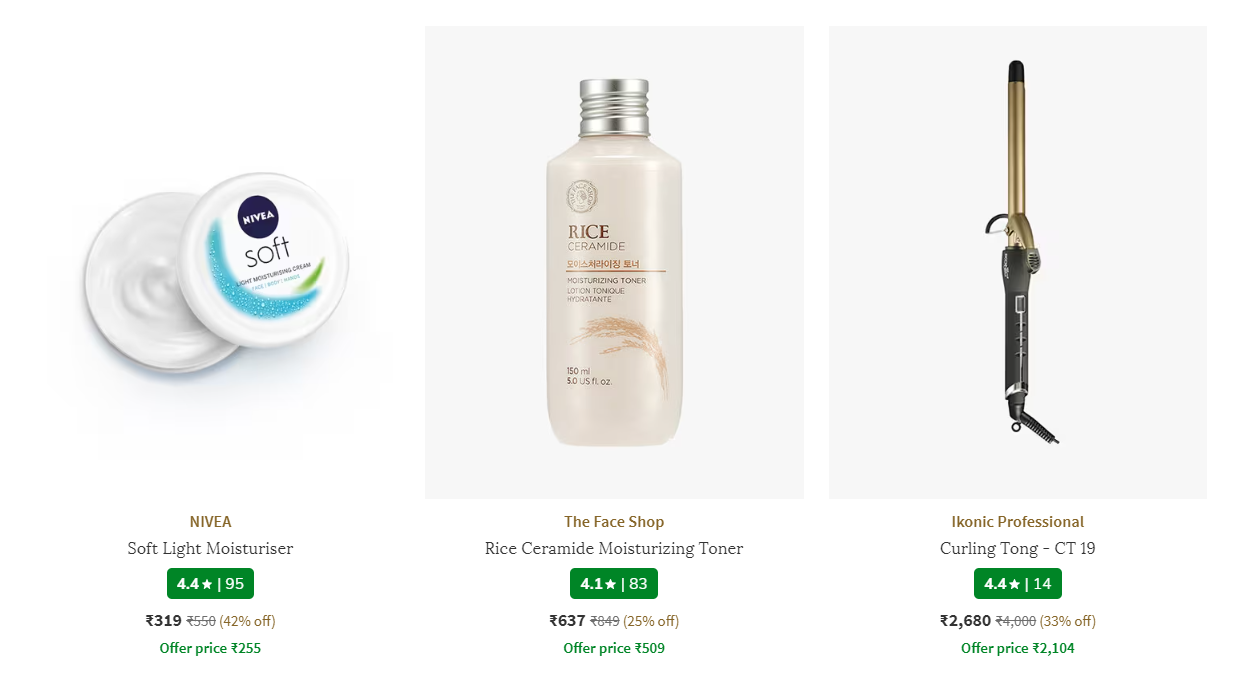 NIVEA
soft
LIGHT MOISTURISING CREAM
FACE | BODY | HANDS
RICE
CERAMIDE
모이스처라이징 토너
MOISTURIZING TONER
LOTION TONIQUE
HYDRATANTE
150 ml
5.0 US fl. oz.
NIVEA
Soft Light Moisturiser
4.4★ | 95
₹319 ₹550 (42% off)
Offer price ₹255
The Face Shop
Rice Ceramide Moisturizing Toner
4.1★ | 83
₹637 ₹849 (25% off)
Offer price ₹509
Ikonic Professional
Curling Tong - CT 19
4.4★ | 14
₹2,680 ₹4,000 (33% off)
Offer price ₹2,104